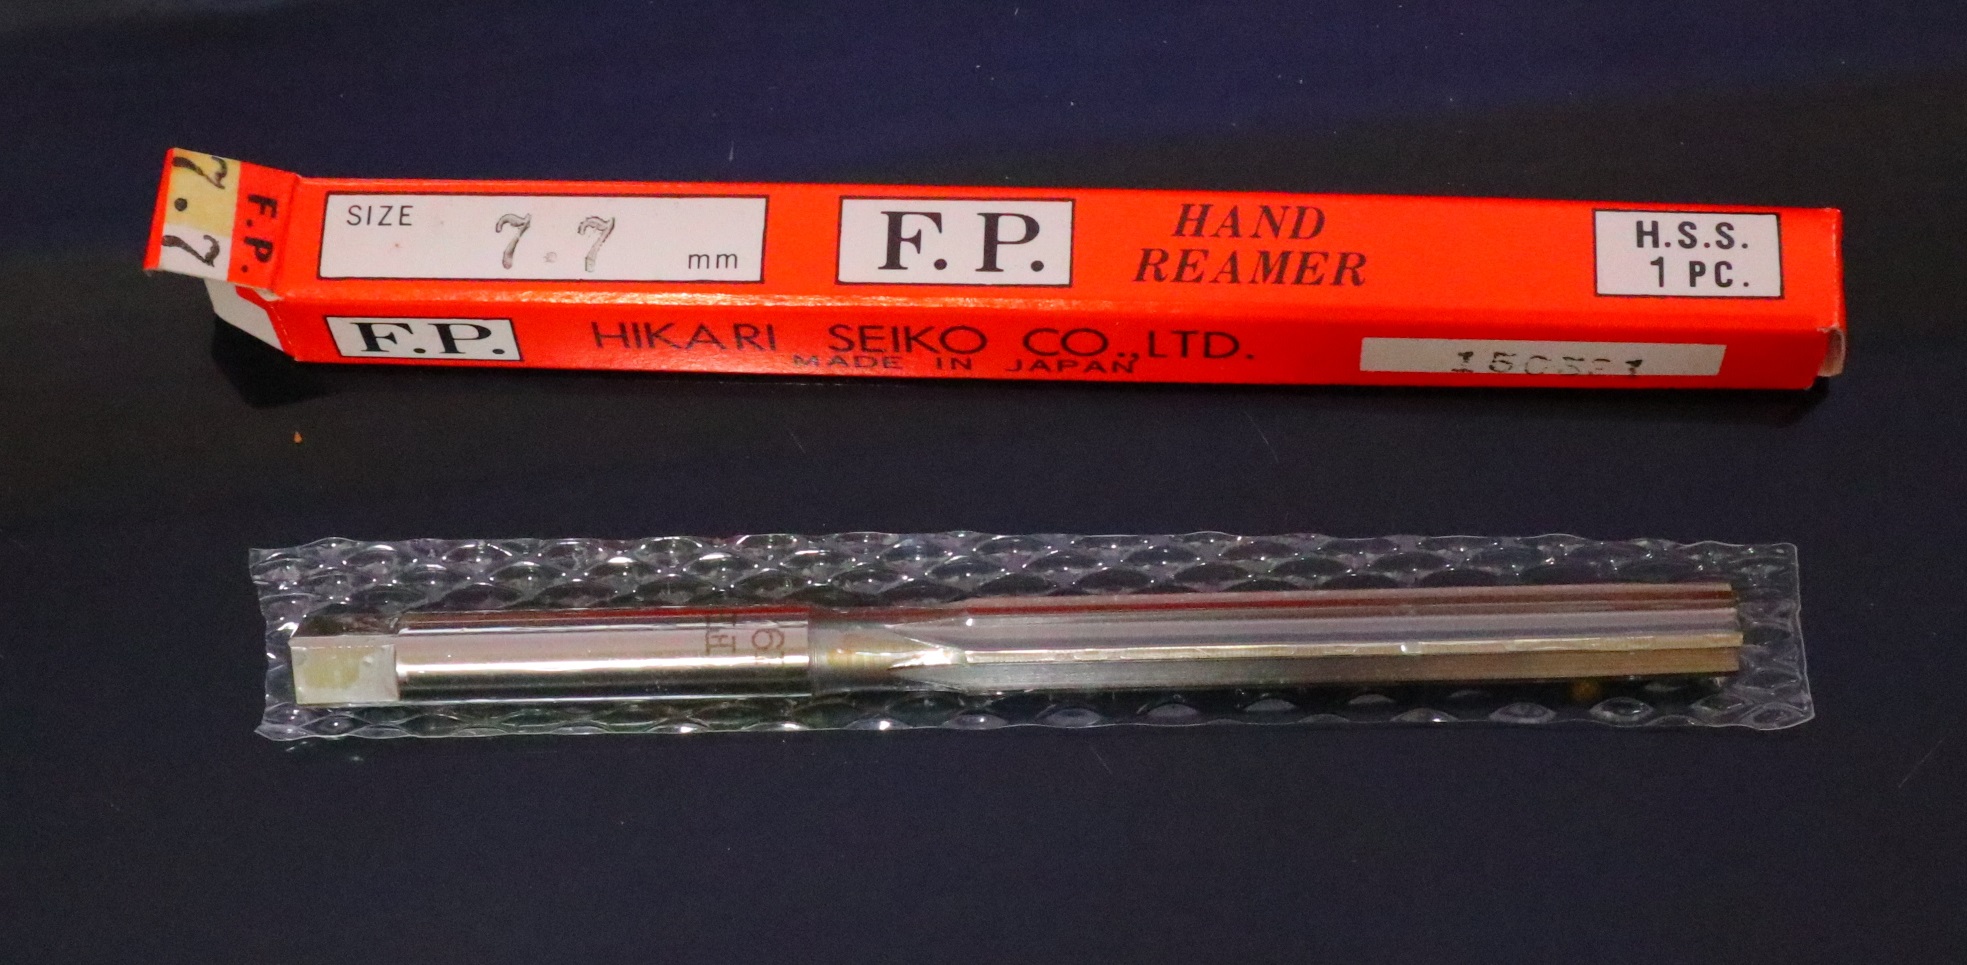 7.7
F.P.
SIZE 7.7 mm
F.P.
HAND
REAMER
H.S.S.
1 PC.
F.P. HIKARI SEIKO CO., LTD.
MADE IN JAPAN